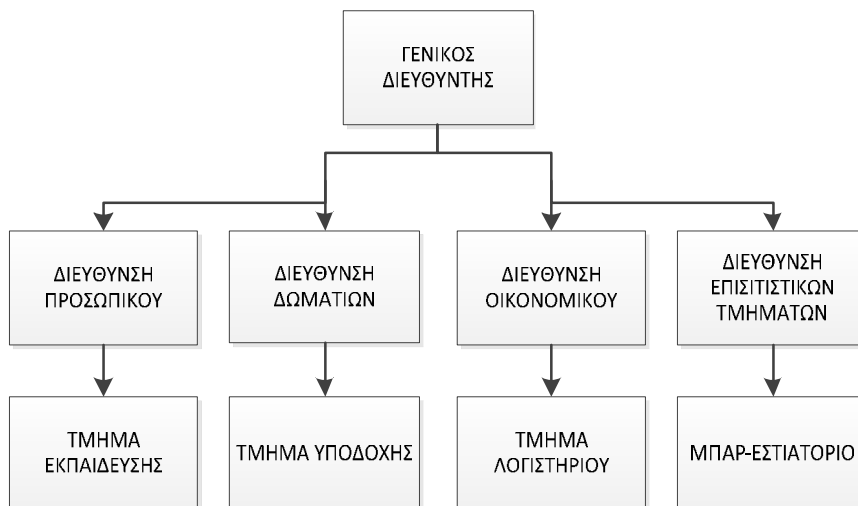 ΓΕΝΙΚΟΣ
ΔΙΕΥΘΥΝΤΗΣ
ΔΙΕΥΘΥΝΣΗ
ΠΡΟΣΩΠΙΚΟΥ
ΔΙΕΥΘΥΝΣΗ
ΔΩΜΑΤΙΩΝ
ΔΙΕΥΘΥΝΣΗ
ΟΙΚΟΝΟΜΙΚΟΥ
ΔΙΕΥΘΥΝΣΗ
ΕΠΙΣΙΤΙΣΤΙΚΩΝ
ΤΜΗΜΑΤΩΝ
ΤΜΗΜΑ
ΕΚΠΑΙΔΕΥΣΗΣ
ΤΜΗΜΑ ΥΠΟΔΟΧΗΣ
ΤΜΗΜΑ
ΛΟΓΙΣΤΗΡΙΟΥ
ΜΠΑΡ-ΕΣΤΙΑΤΟΡΙΟ